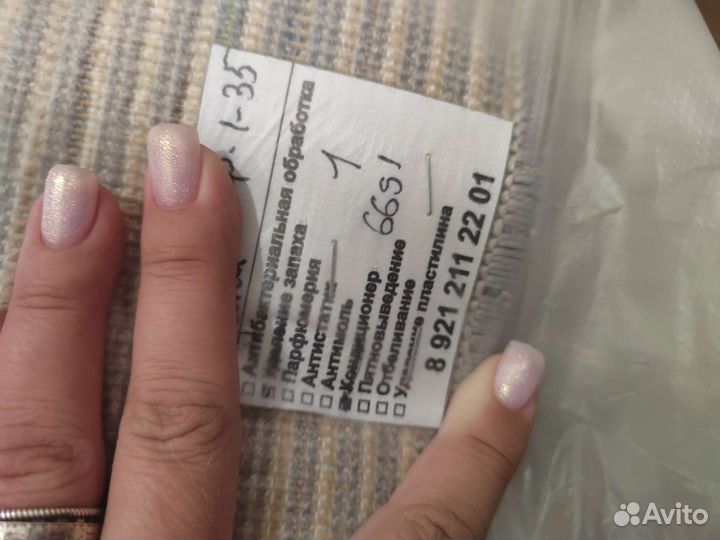 1-35
□ Антибактериальная обработка
запаха
□ Парфюмерия
□ Антистатик
1
□ Антимоль
Кондиционер
6651
□ Пятновыведение
□ Отбеливание
□ Удаление пластилина
8 921 211 22 01
Avito